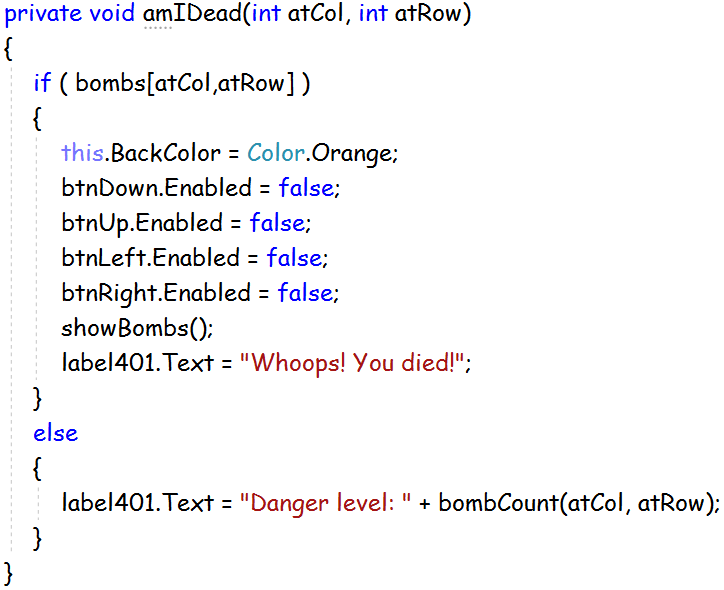 private void amIDead(int atCol, int atRow)
{
if ( bombs[atCol,atRow] )
{
this.BackColor = Color.Orange;
btnDown.Enabled = false;
btnUp.Enabled = false;
btnLeft.Enabled = false;
btnRight.Enabled = false;
showBombs();
label401.Text = "Whoops! You died!";
}
else
{
label401.Text = "Danger level: " + bombCount(atCol, atRow);
}
}